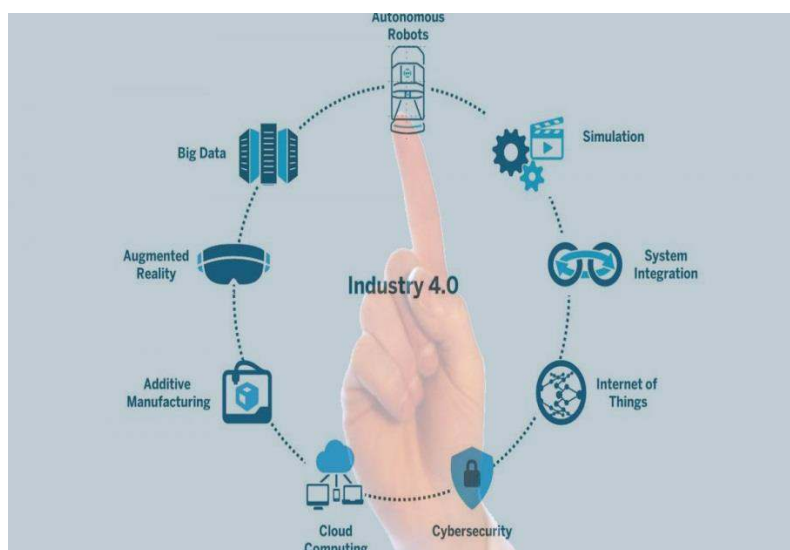 Autonomous
Robots
Simulation
Big Data
System
Integration
Augmented
Reality
Industry 4.0
Internet of
Things
Additive
Manufacturing
Cybersecurity
Cloud
Computing